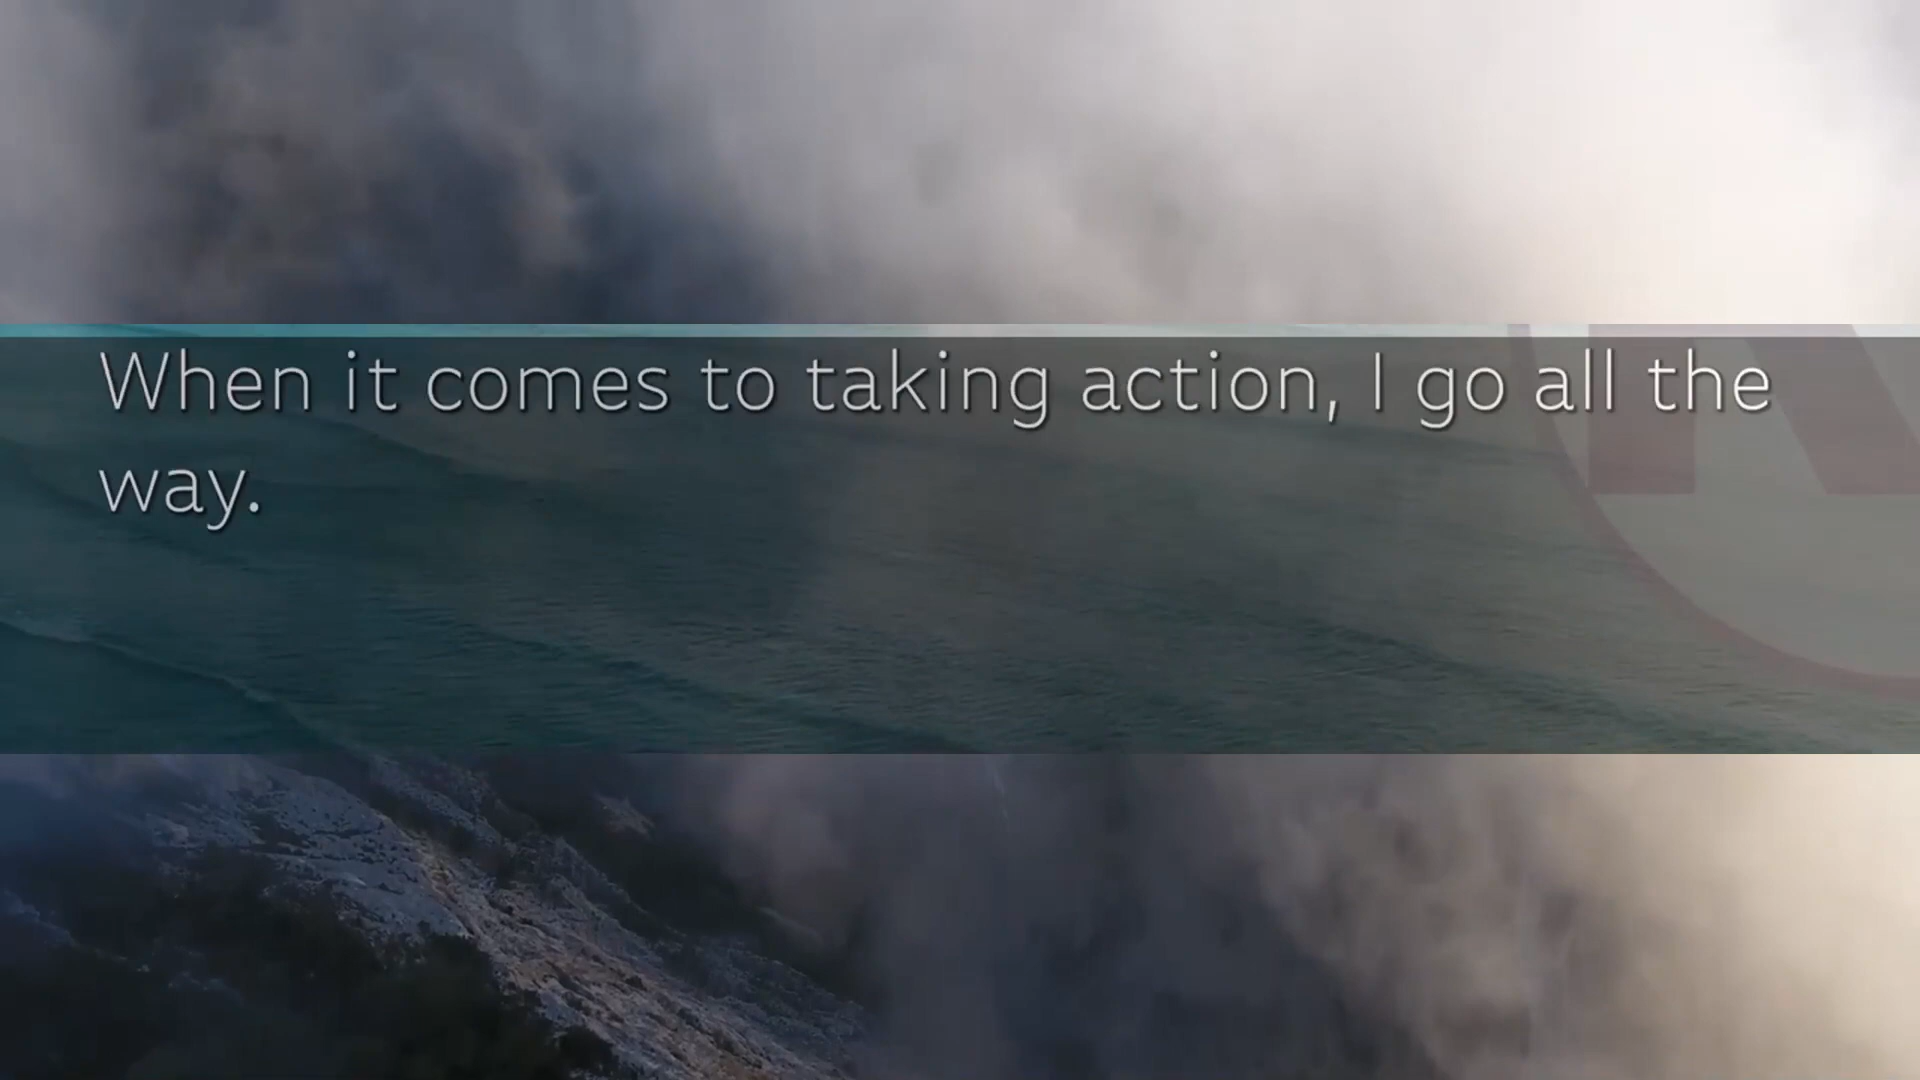 When it comes to taking action, I go all the
way.